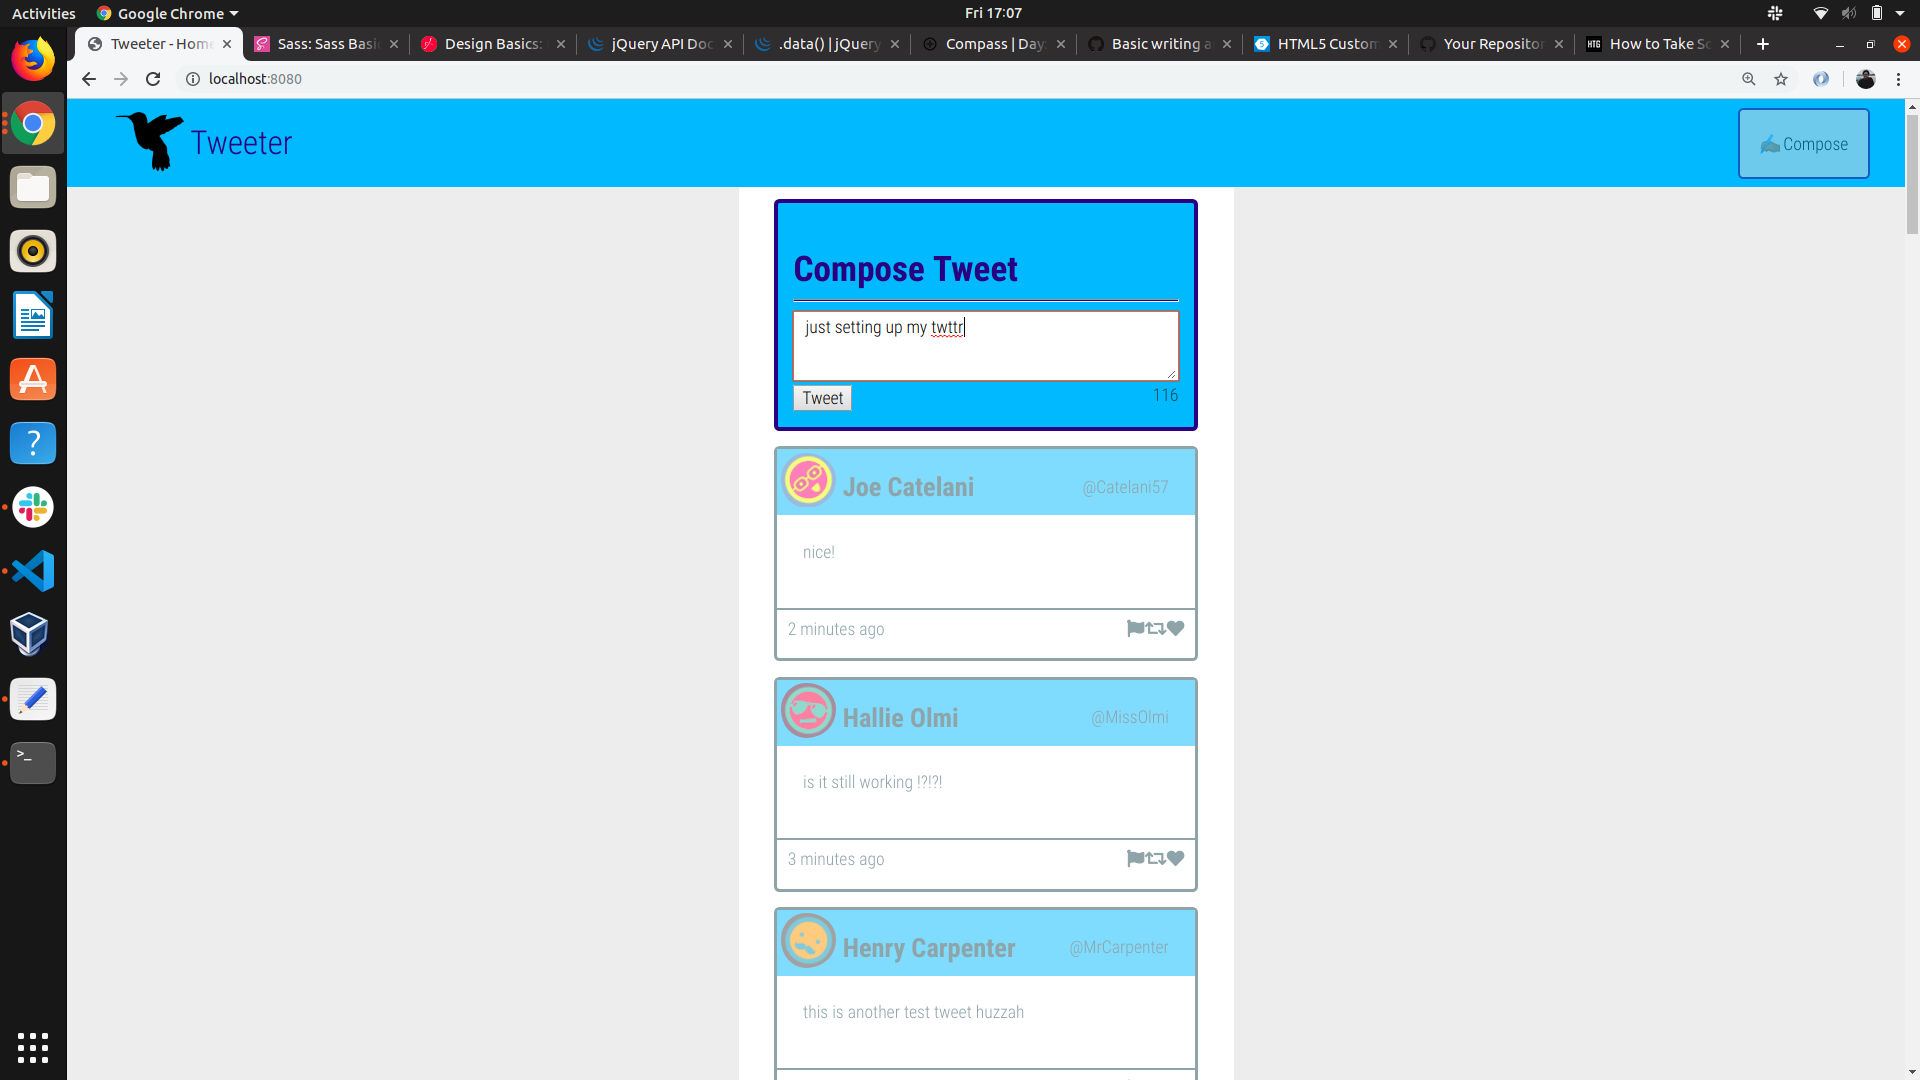 Activities Google Chrome Fri 17:07
Tweeter - Hom Sass: Sass Basi Design Basics: jQuery API Doc .data() | jQuery Compass | Day Basic writing a HTML5 Custom Your Repositor How to Take Sc
localhost:8080
Tweeter
Compose
Compose Tweet
just setting up my twttr
Tweet 116
Joe Catelani @Catelani57
nice!
2 minutes ago
Hallie Olmi @MissOlmi
is it still working !?!?!
3 minutes ago
Henry Carpenter @MrCarpenter
this is another test tweet huzzah